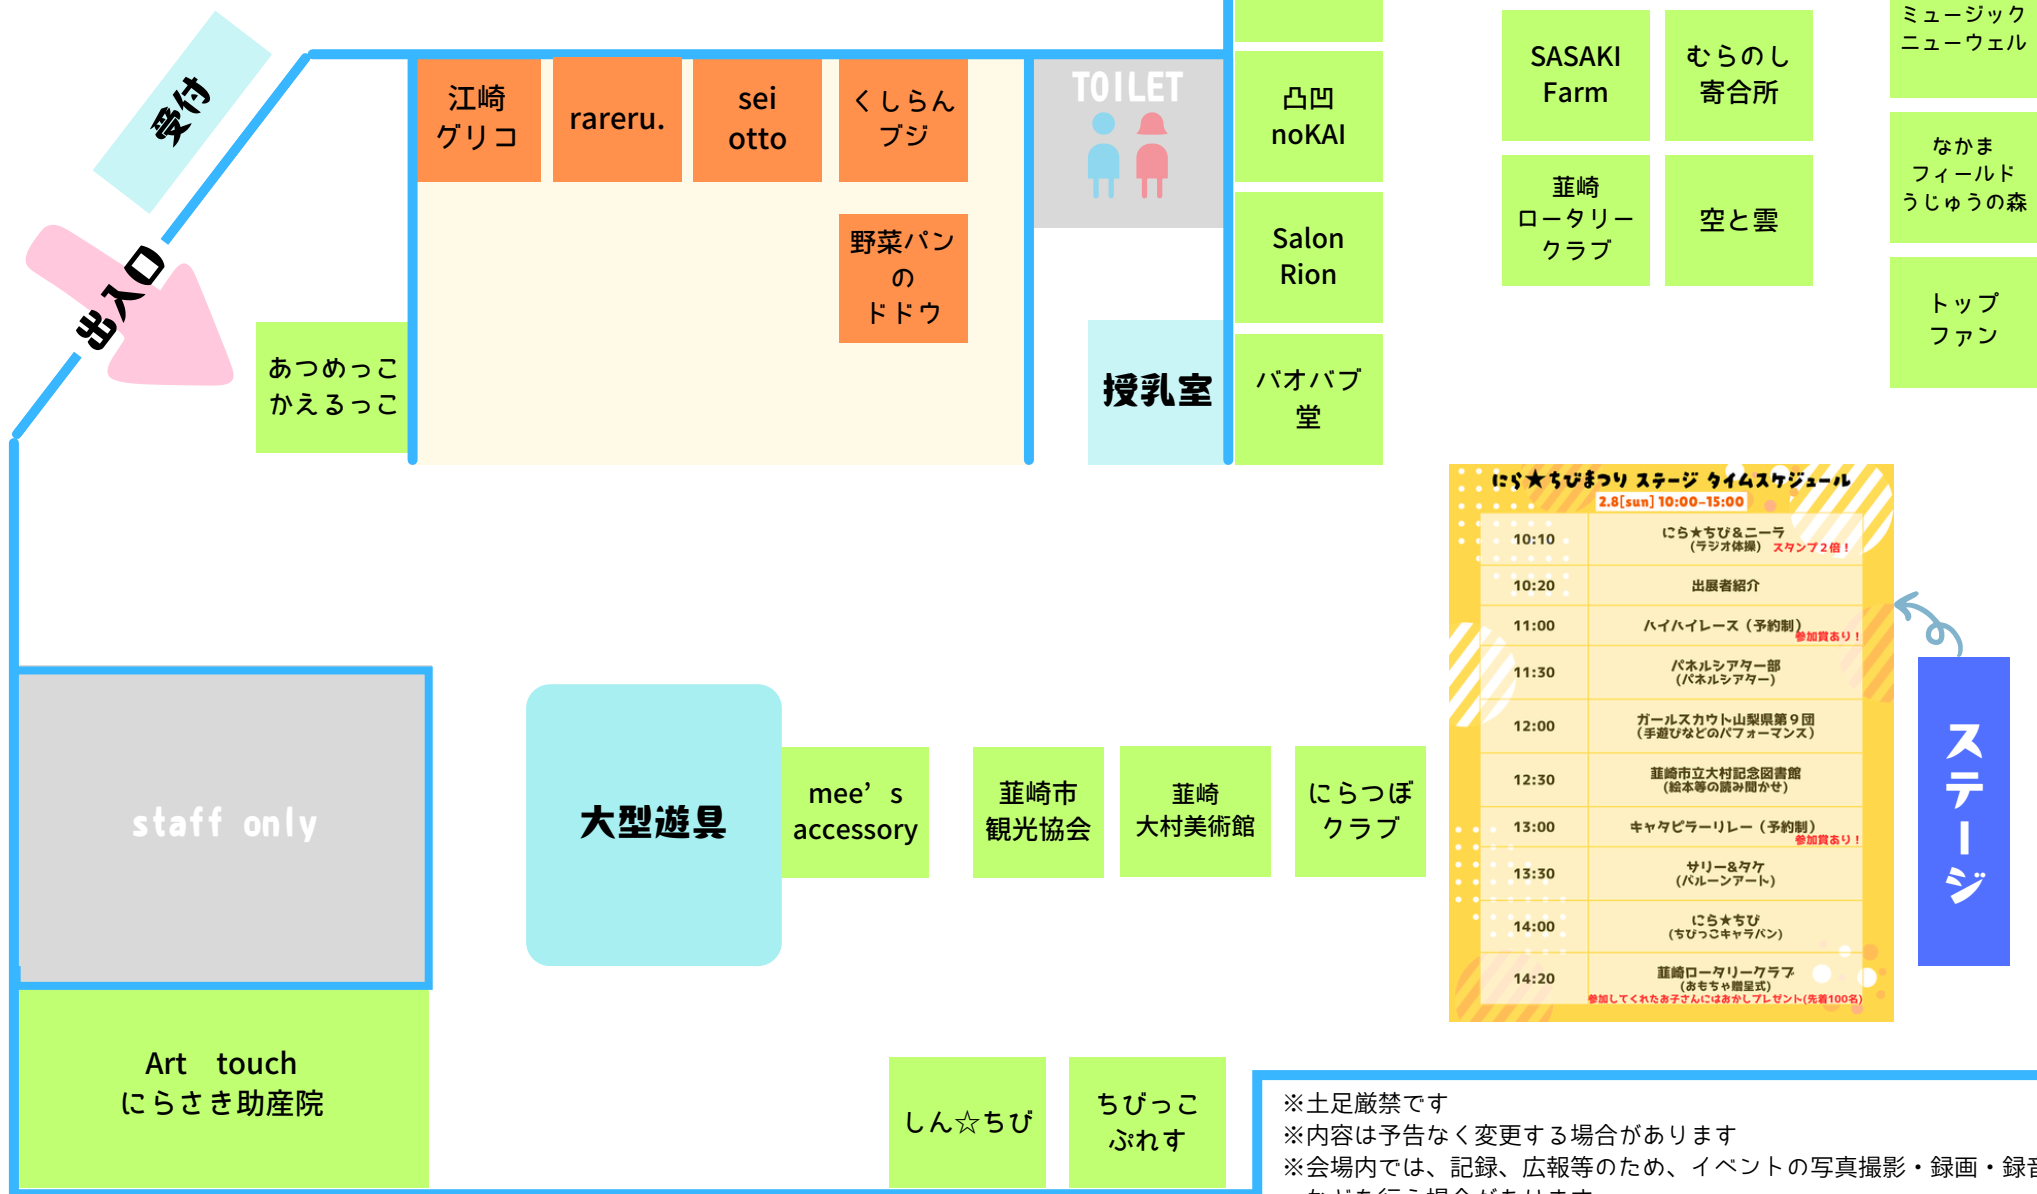 受付
出入口
江崎
グリコ
rareru.
sei
otto
くしらん
ブジ
野菜パン
の
ドドウ
TOILET
授乳室
あつめっこ
かえるっこ
凸凹
noKAI
Salon
Rion
バオバブ
堂
SASAKI
Farm
むらのし
寄合所
韮崎
ロータリー
クラブ
空と雲
ミュージック
ニューウェル
なかま
フィールド
うじゅうの森
トップ
ファン
にら★ちびまつり ステージ タイムスケジュール
2.8[sun] 10:00-15:00
10:10
にら★ちび&ニーラ
(ラジオ体操) スタンプ2倍!
10:20
出展者紹介
11:00
ハイハイレース（予約制）
参加賞あり!
11:30
パネルシアター部
(パネルシアター)
12:00
ガールスカウト山梨県第9団
(手遊びなどのパフォーマンス)
12:30
韮崎市立大村記念図書館
(絵本等の読み聞かせ)
13:00
キャタピラーリレー（予約制）
参加賞あり!
13:30
サリー&タケ
(バルーンアート)
14:00
にら★ちび
(ちびっこキャラバン)
14:20
韮崎ロータリークラブ
(おもちゃ贈呈式)
参加してくれたお子さんにはおかしプレゼント(先着100名)
ステージ
staff only
大型遊具
mee’s
accessory
韮崎市
観光協会
韮崎
大村美術館
にらつぼ
クラブ
Art touch
にらさき助産院
しん☆ちび
ちびっこ
ぷれす
※土足厳禁です
※内容は予告なく変更する場合があります
※会場内では、記録、広報等のため、イベントの写真撮影・録画・録音
などを行う場合があります